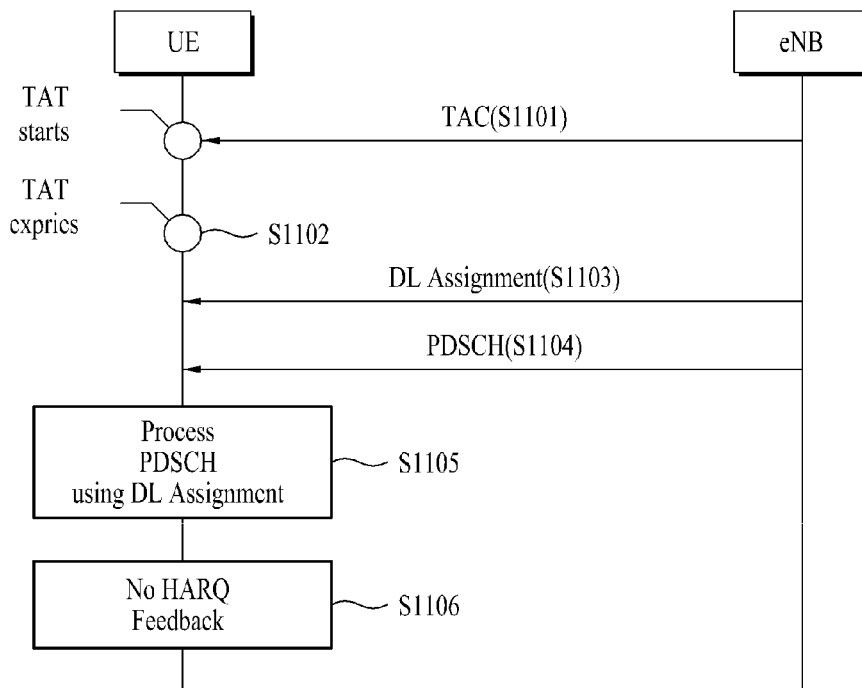 UE
eNB
TAT
starts
TAC(S1101)
TAT
expries
S1102
DL Assignment(S1103)
PDSCH(S1104)
Process
PDSCH
using DL Assignment
S1105
No HARQ
Feedback
S1106